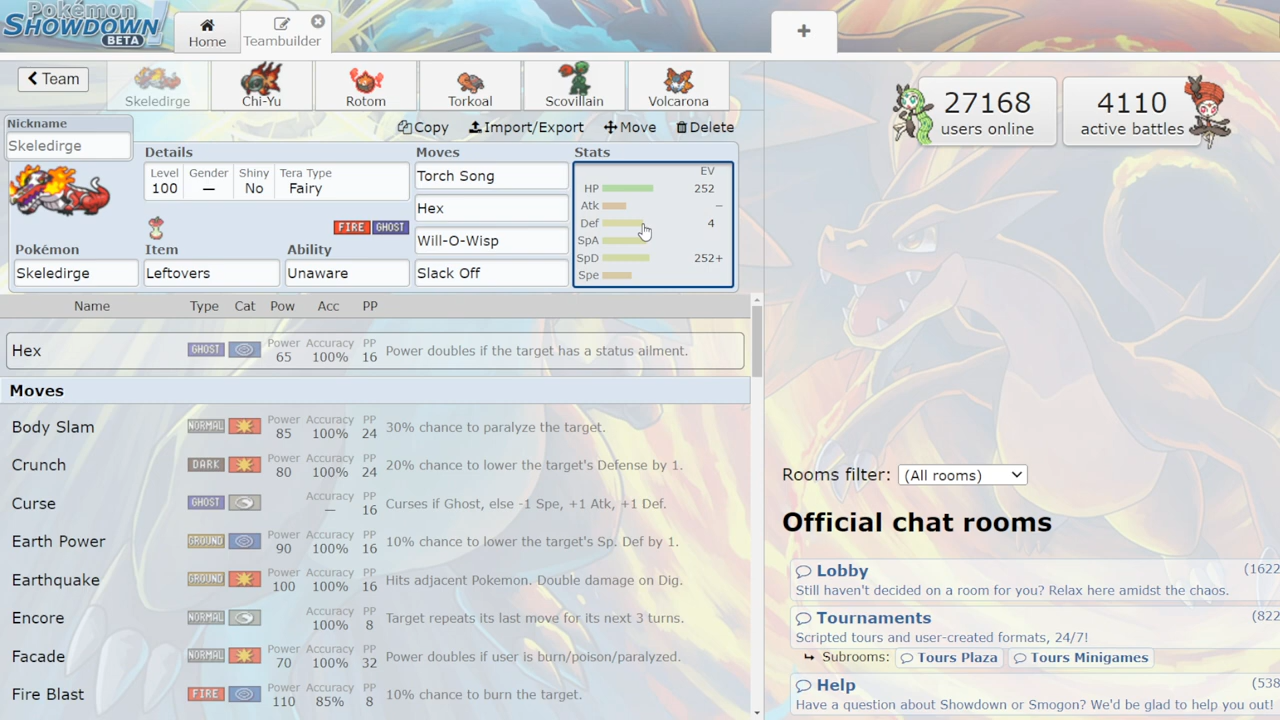 Pokémon
SHOWDOWN!
BETA
Home
Teambuilder
+
Team
Skeledirge
Chi-Yu
Rotom
Torkoal
Scovillain
Volcarona
27168
users online
4110
active battles
Copy
Import/Export
Move
Delete
Nickname
Skeledirge
Details
Level
164
Gender
—
Shiny
No
Tera Type
Fairy
FIRE
GHOST
Pokémon
Skeledirge
Item
Leftovers
Ability
Unaware
Moves
Torch Song
Hex
Will-O-Wisp
Slack Off
Stats
EV
HP 252
Atk –
Def 4
SpA
SpD 252+
Spe
Name Type Cat Pow Acc PP
Hex GHOST Power 65 Accuracy 100% PP 16 Power doubles if the target has a status ailment.
Moves
Body Slam NORMAL Power 85 Accuracy 100% PP 24 30% chance to paralyze the target.
Crunch DARK Power 80 Accuracy 100% PP 24 20% chance to lower the target's Defense by 1.
Curse GHOST Accuracy — PP 16 Curses if Ghost, else -1 Spe, +1 Atk, +1 Def.
Earth Power GROUND Power 90 Accuracy 100% PP 16 10% chance to lower the target's Sp. Def by 1.
Earthquake GROUND Power 100 Accuracy 100% PP 16 Hits adjacent Pokemon. Double damage on Dig.
Encore NORMAL Accuracy 100% PP 8 Target repeats its last move for its next 3 turns.
Facade NORMAL Power 70 Accuracy 100% PP 32 Power doubles if user is burn/poison/paralyzed.
Fire Blast FIRE Power 110 Accuracy 85% PP 8 10% chance to burn the target.
Rooms filter: (All rooms)
Official chat rooms
Lobby (1622
Still haven't decided on a room for you? Relax here amidst the chaos.
Tournaments (822
Scripted tours and user-created formats, 24/7!
Subrooms: Tours Plaza Tours Minigames
Help (538
Have a question about Showdown or Smogon? We'd be glad to help you out!